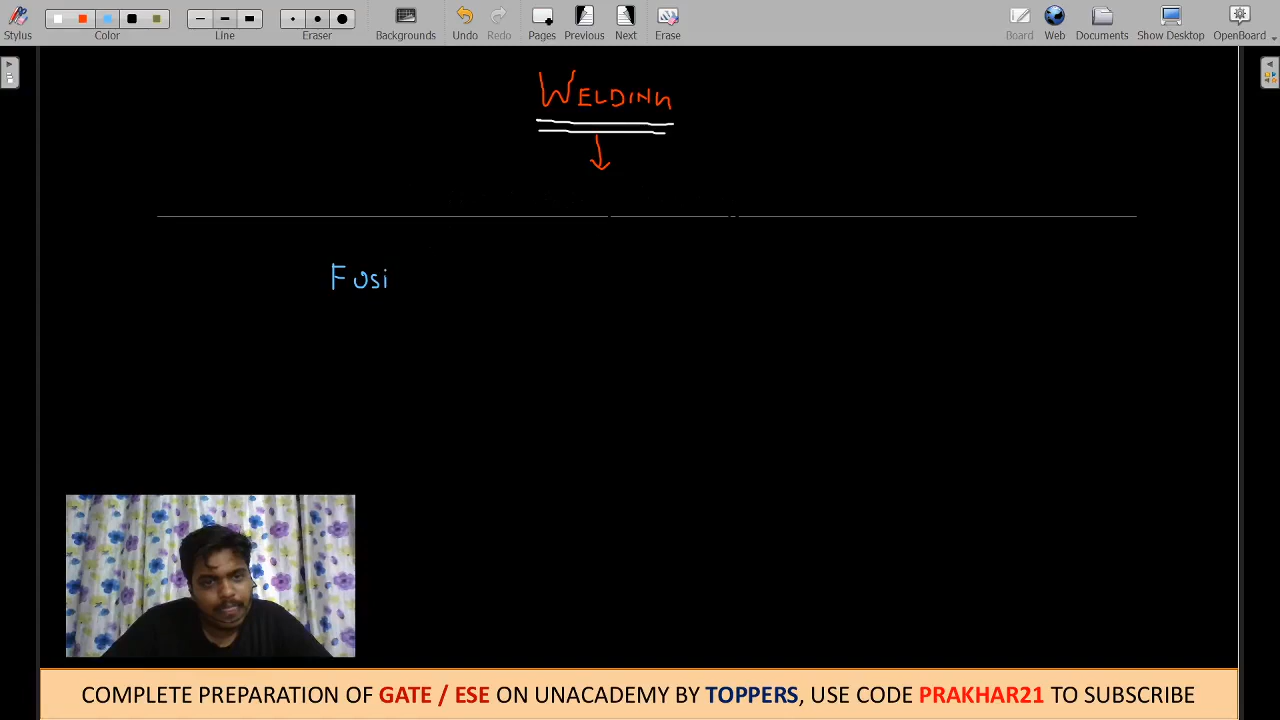 Stylus Color Line Eraser Backgrounds Undo Redo Pages Previous Next Erase Board Web Documents Show Desktop OpenBoard
WELDING
Fusi
COMPLETE PREPARATION OF GATE / ESE ON UNACADEMY BY TOPPERS, USE CODE PRAKHAR21 TO SUBSCRIBE